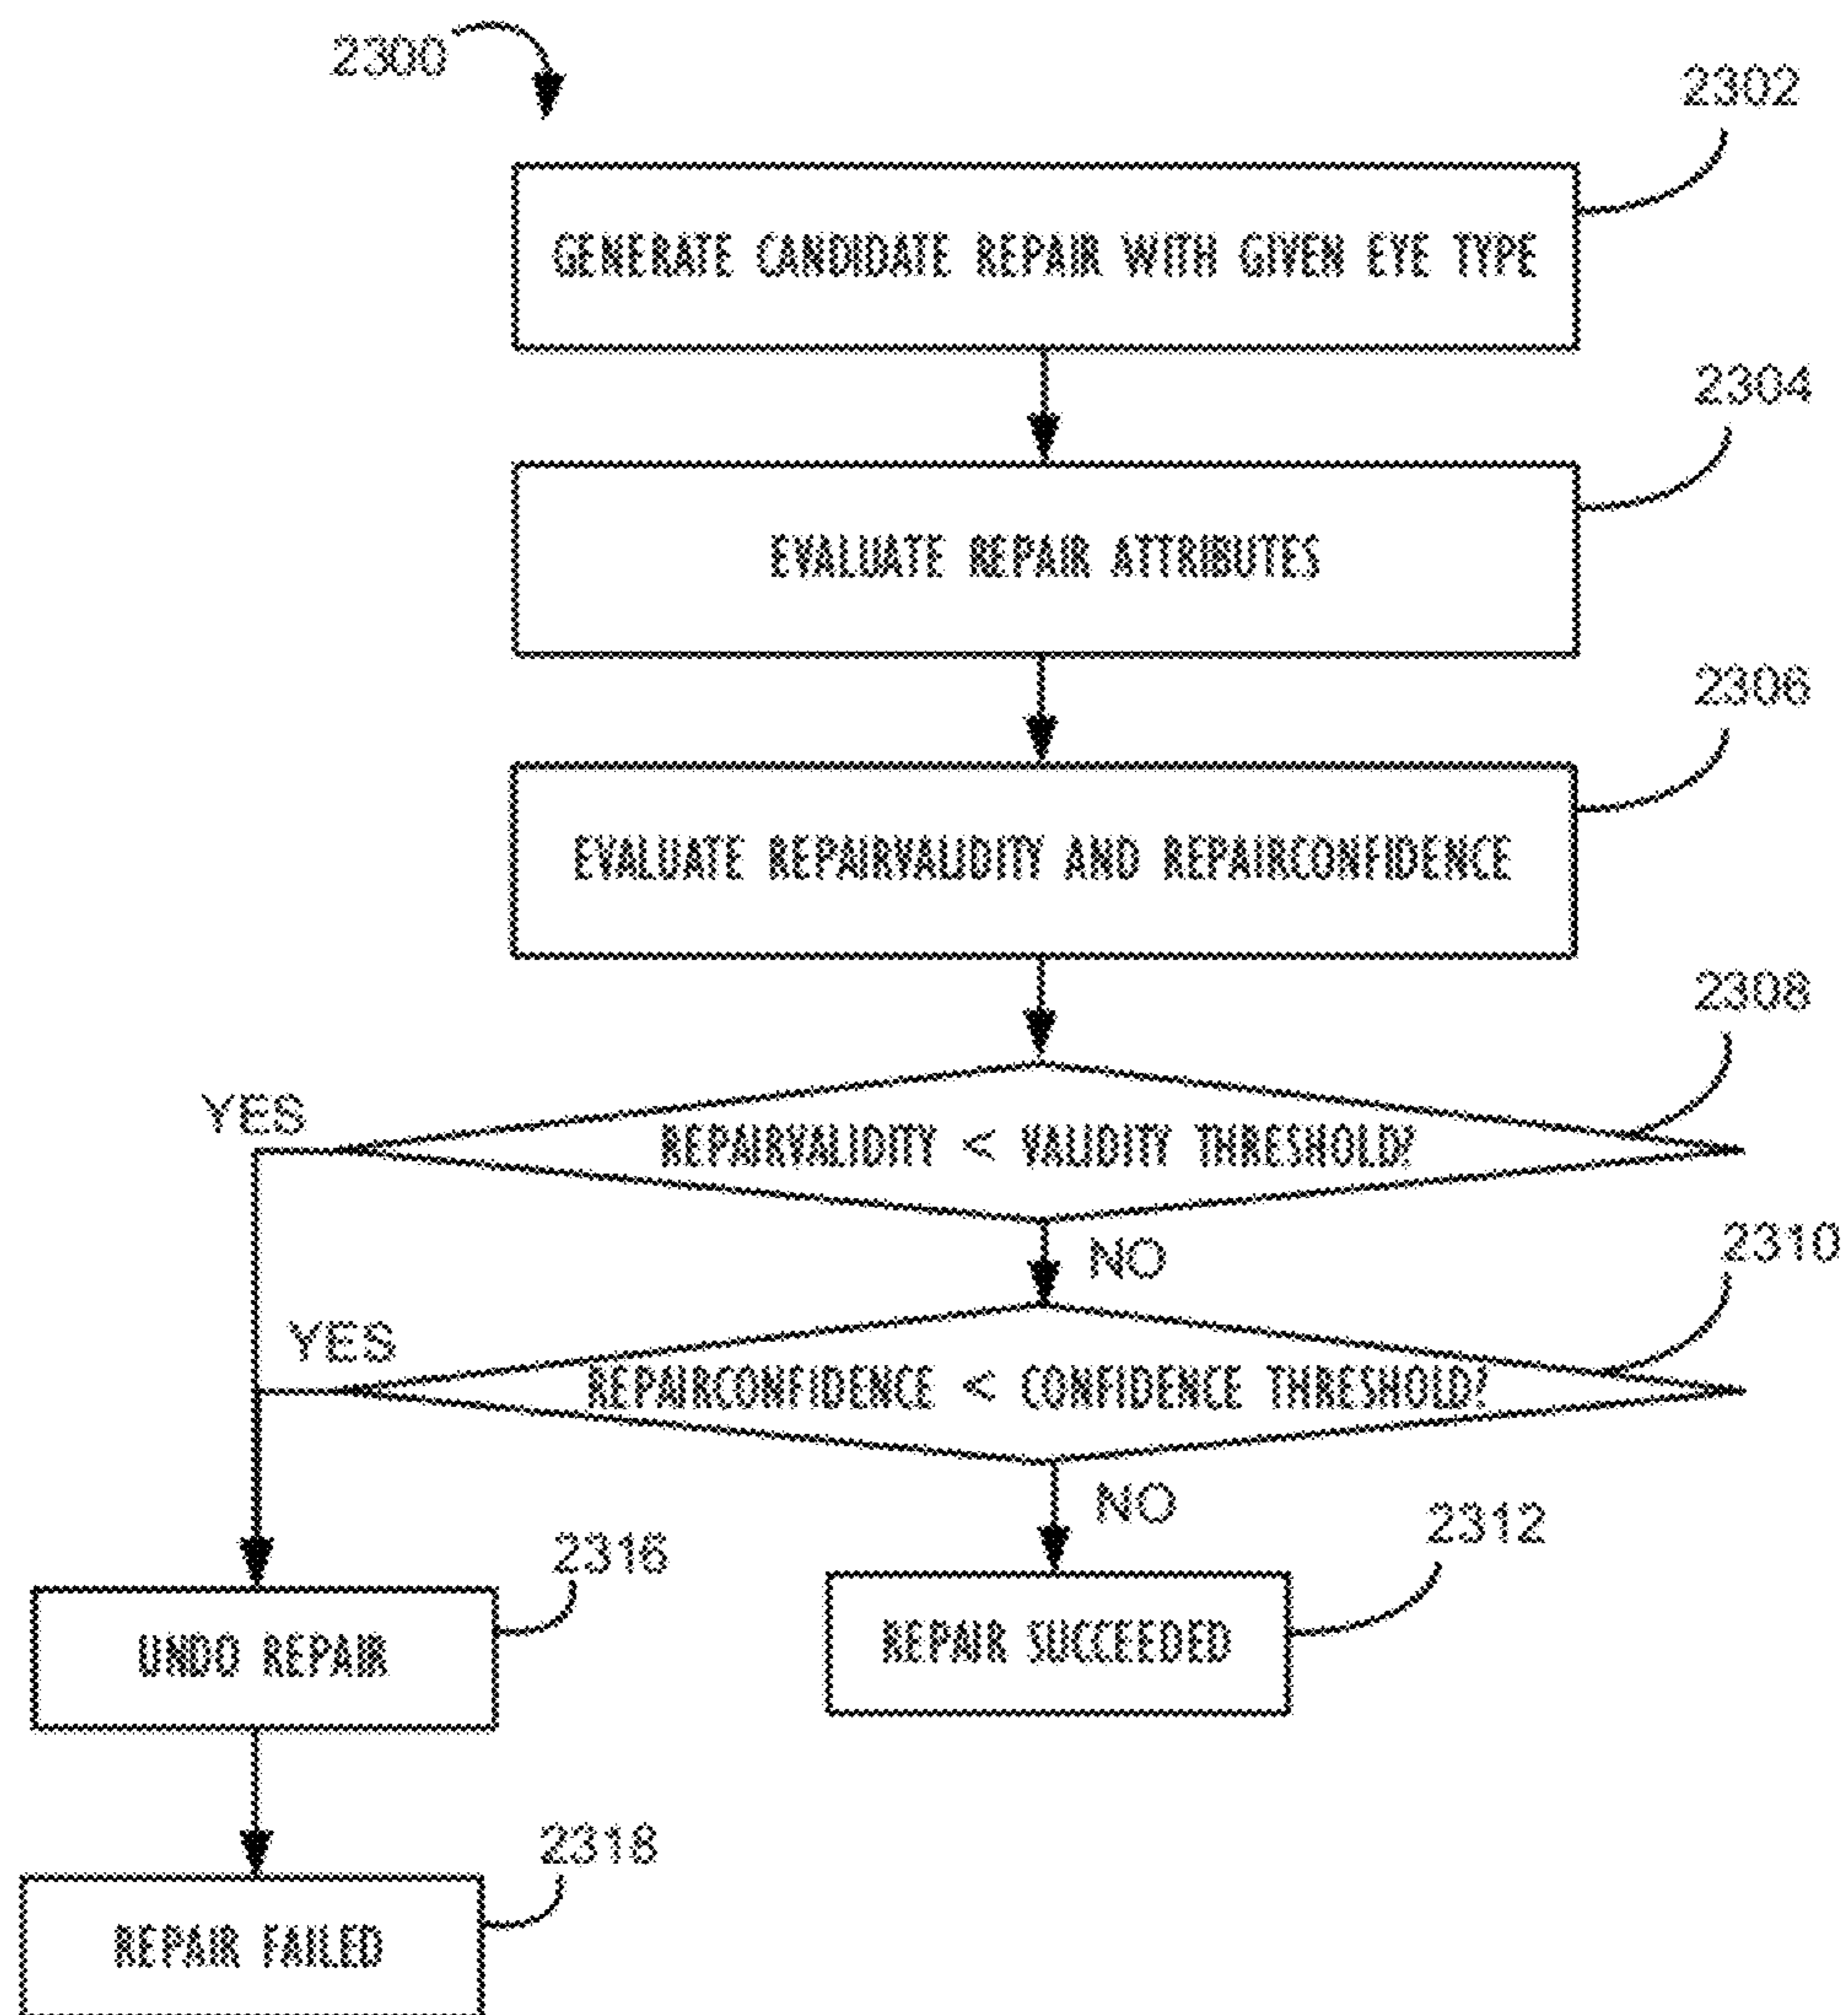 2300
2302
GENERATE CANDIDATE REPAIR WITH GIVEN EYE TYPE
2304
EVALUATE REPAIR ATTRIBUTES
2306
EVALUATE REPAIRVALIDITY AND REPAIRCONFIDENCE
2308
YES
REPAIRVALIDITY < VALIDITY THRESHOLD?
NO
2310
YES
REPAIRCONFIDENCE < CONFIDENCE THRESHOLD?
NO
2312
2316
REPAIR SUCCEEDED
UNDO REPAIR
2318
REPAIR FAILED